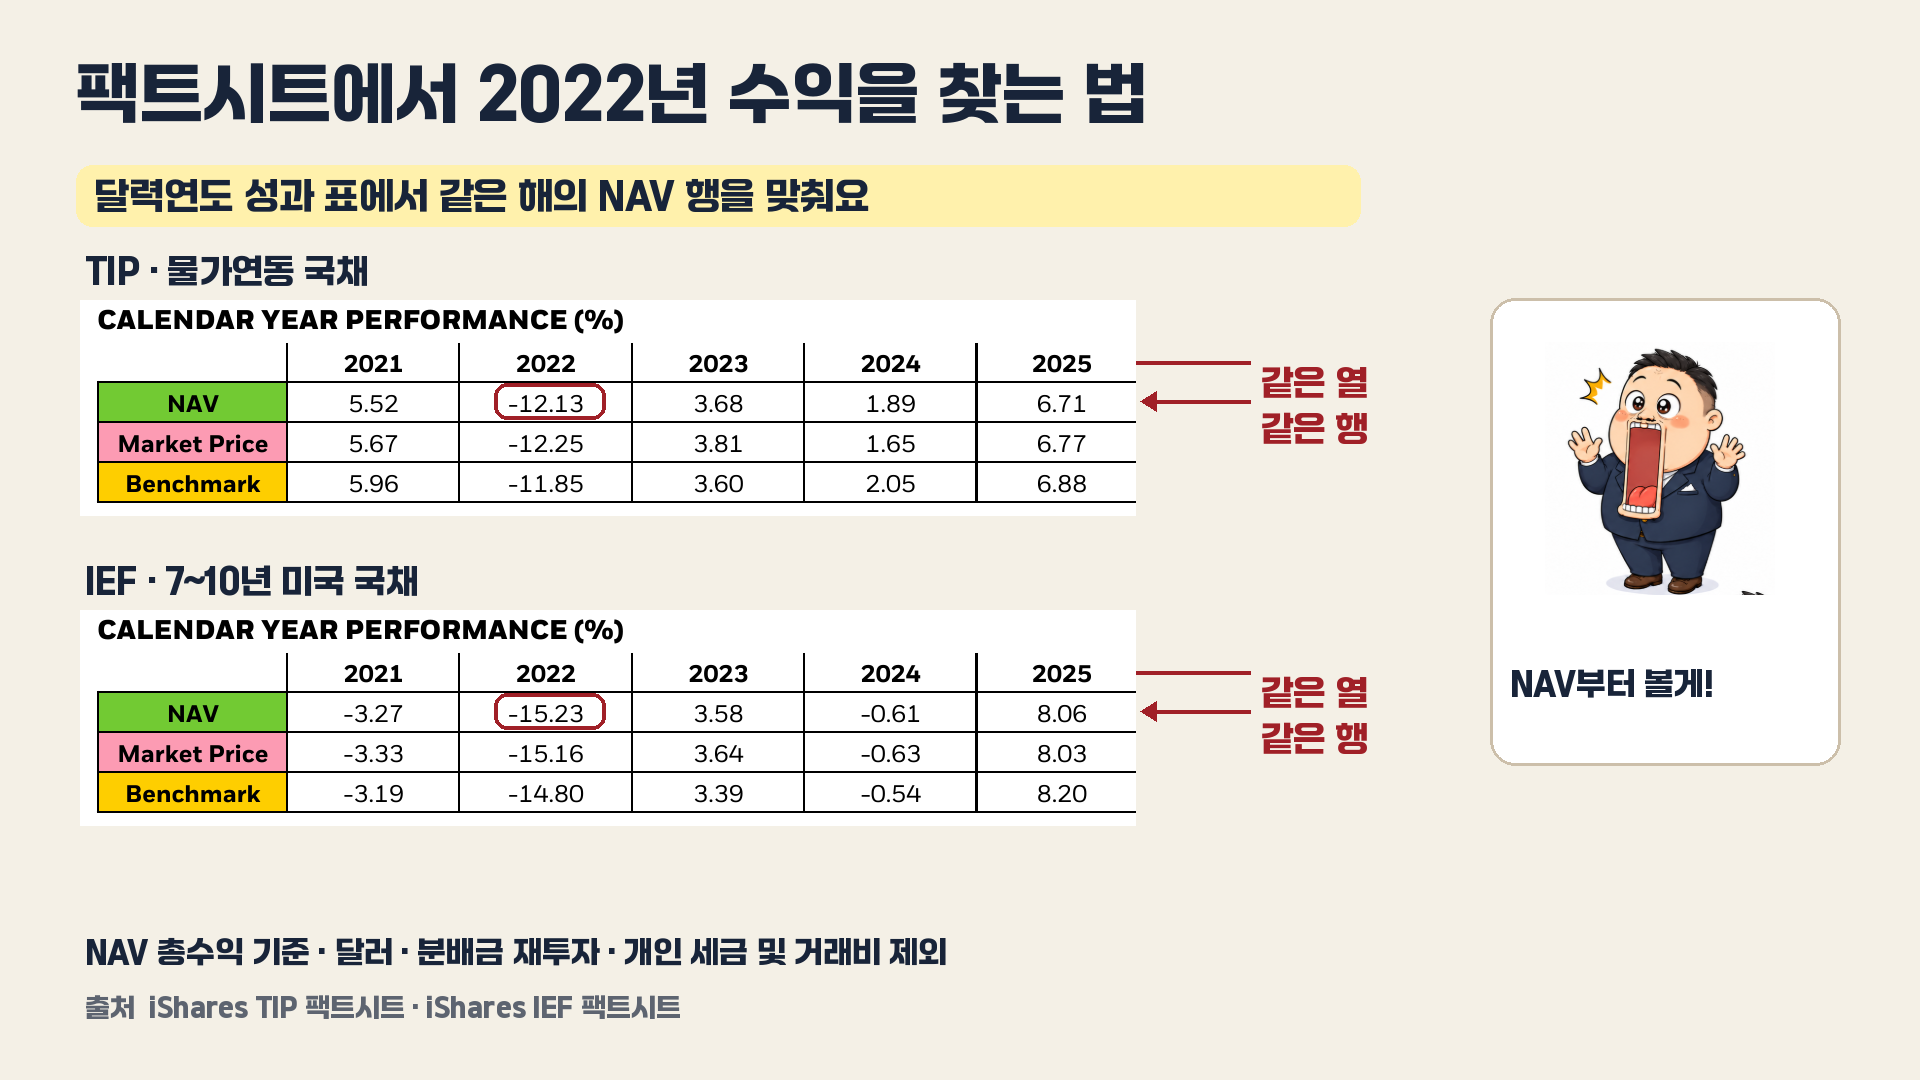 팩트시트에서 2022년 수익을 찾는 법
달력연도 성과 표에서 같은 해의 NAV 행을 맞춰요
TIP · 물가연동 국채
CALENDAR YEAR PERFORMANCE (%)
2021 2022 2023 2024 2025
NAV 5.52 -12.13 3.68 1.89 6.71
Market Price 5.67 -12.25 3.81 1.65 6.77
Benchmark 5.96 -11.85 3.60 2.05 6.88
같은 열
같은 행
IEF · 7~10년 미국 국채
CALENDAR YEAR PERFORMANCE (%)
2021 2022 2023 2024 2025
NAV -3.27 -15.23 3.58 -0.61 8.06
Market Price -3.33 -15.16 3.64 -0.63 8.03
Benchmark -3.19 -14.80 3.39 -0.54 8.20
같은 열
같은 행
NAV부터 볼게!
NAV 총수익 기준 · 달러 · 분배금 재투자 · 개인 세금 및 거래비 제외
출처 iShares TIP 팩트시트 · iShares IEF 팩트시트